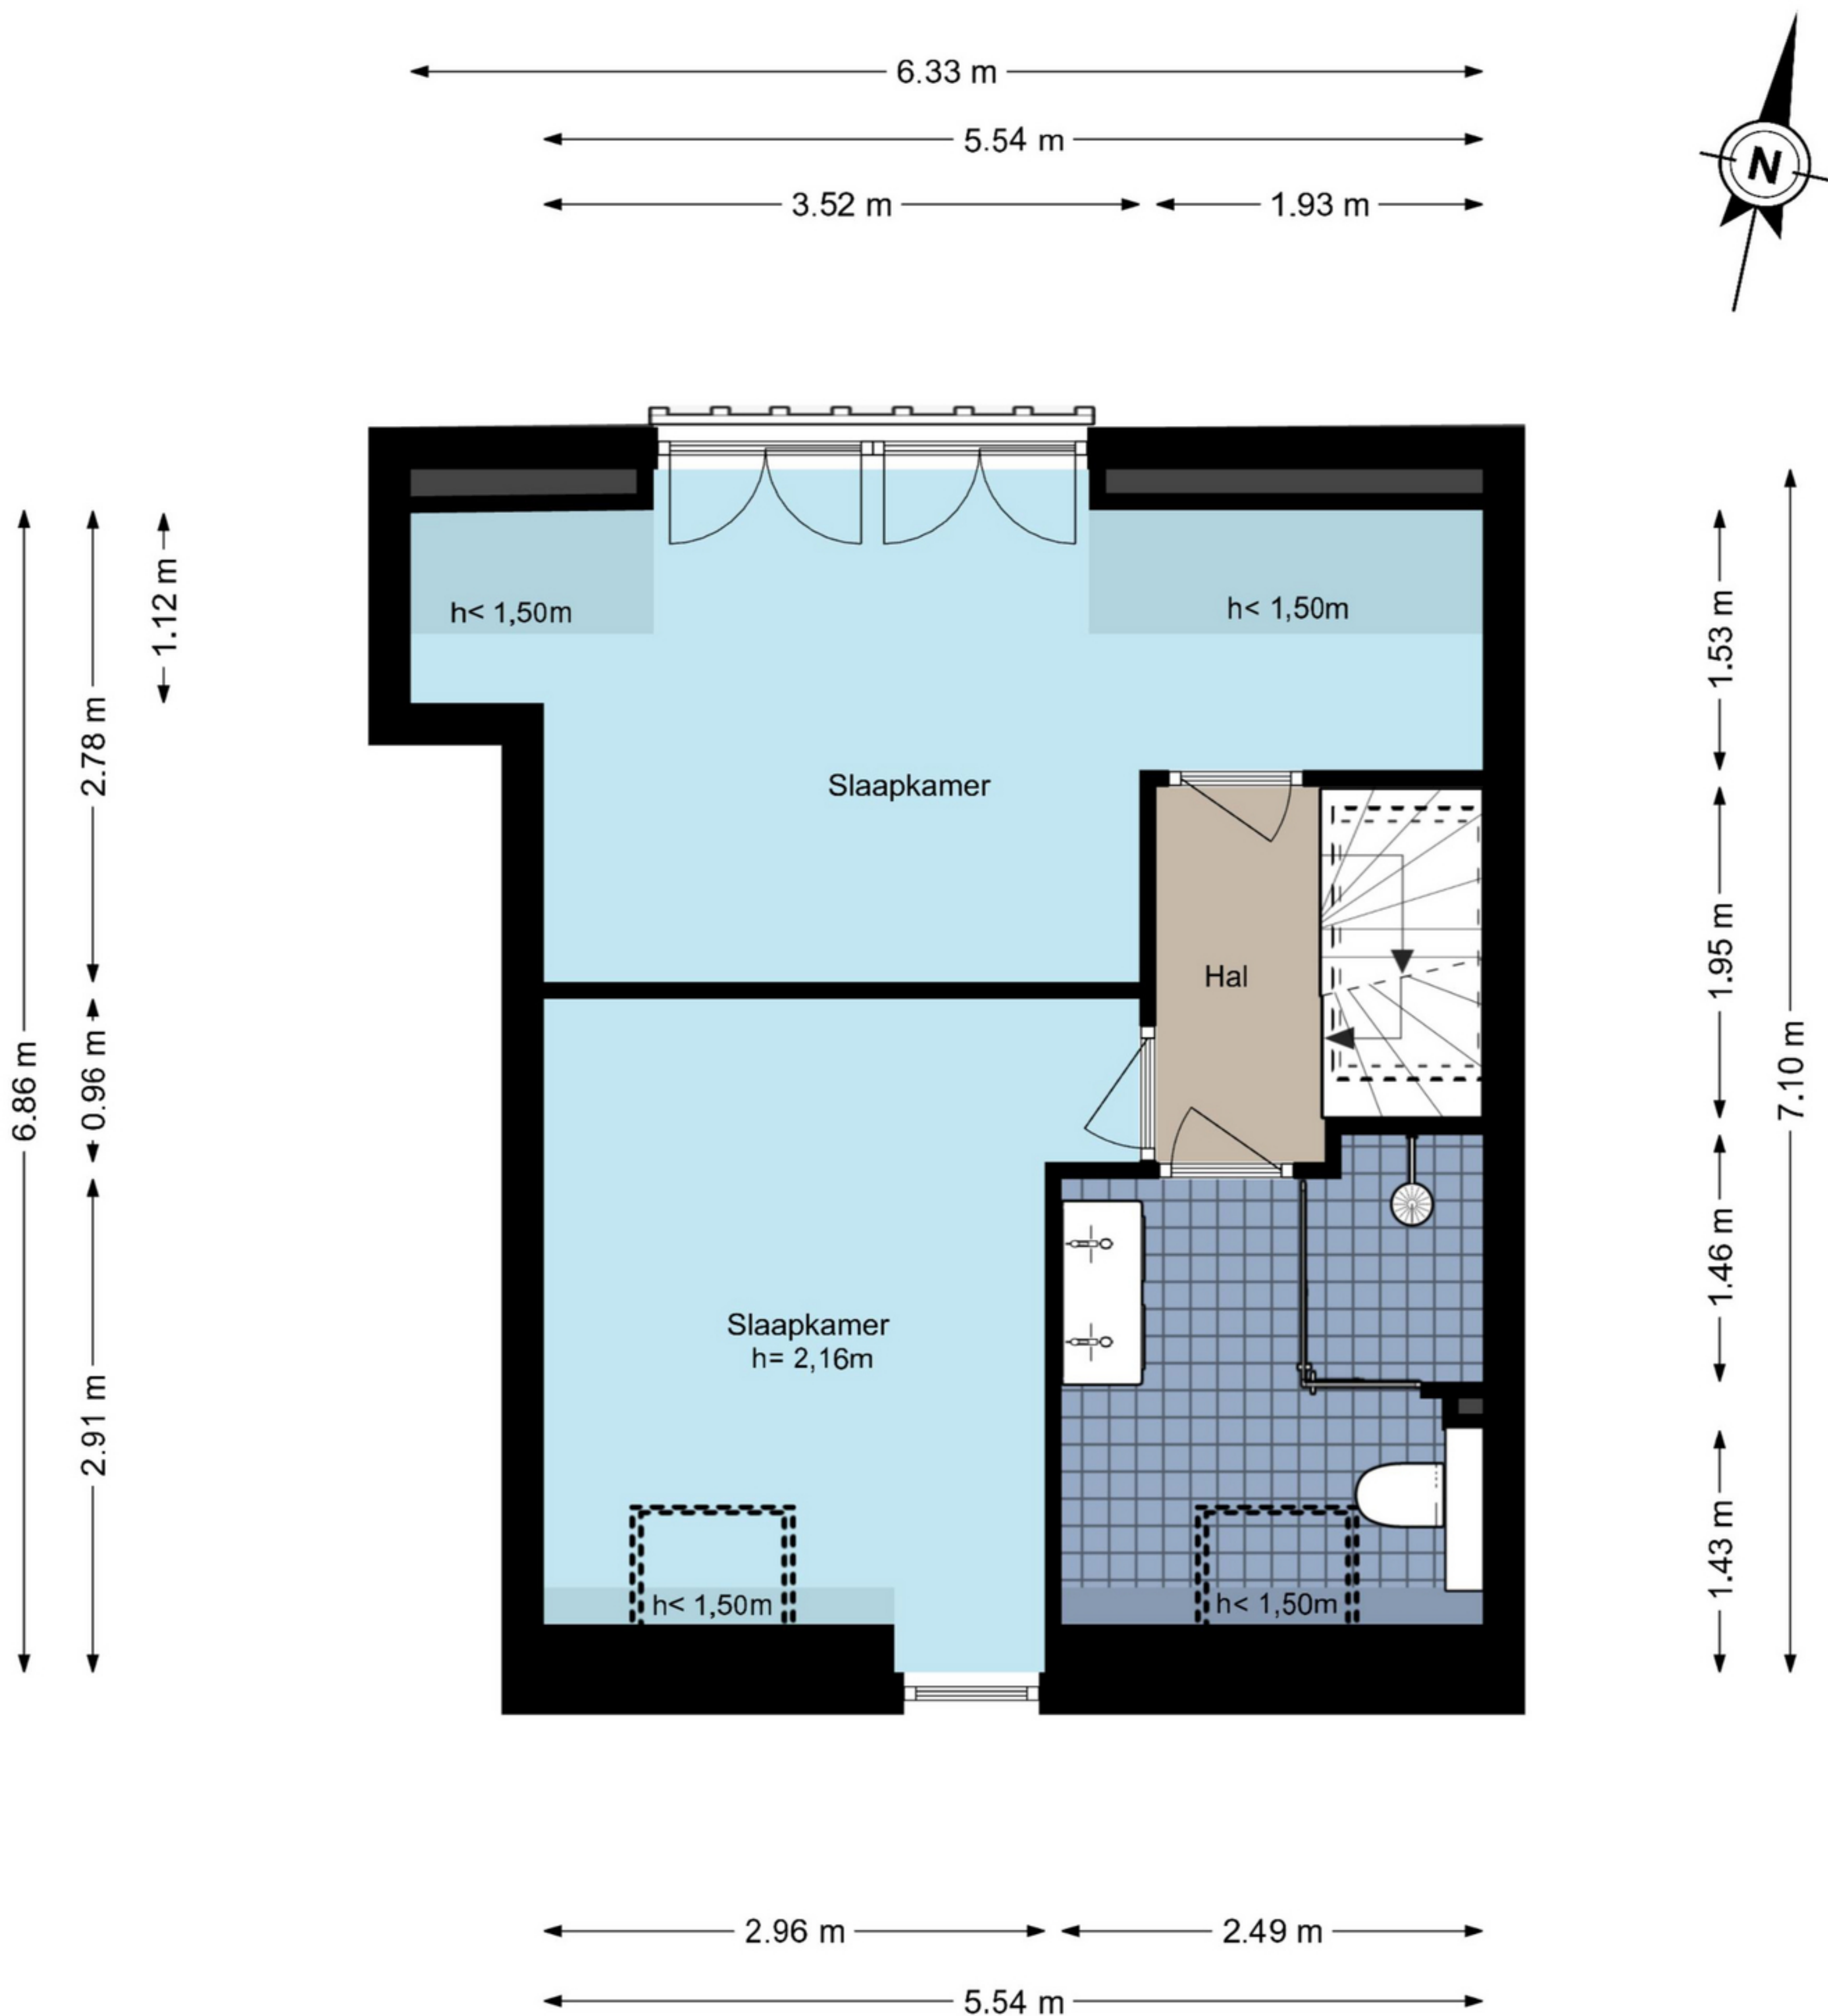 6.33 m
5.54 m
3.52 m
1.93 m
N
h< 1,50m
h< 1,50m
1.12 m
2.78 m
1.53 m
Slaapkamer
Hal
1.95 m
6.86 m
0.96 m
7.10 m
Slaapkamer
h= 2,16m
1.46 m
2.91 m
1.43 m
h< 1,50m
h< 1,50m
2.96 m
2.49 m
5.54 m